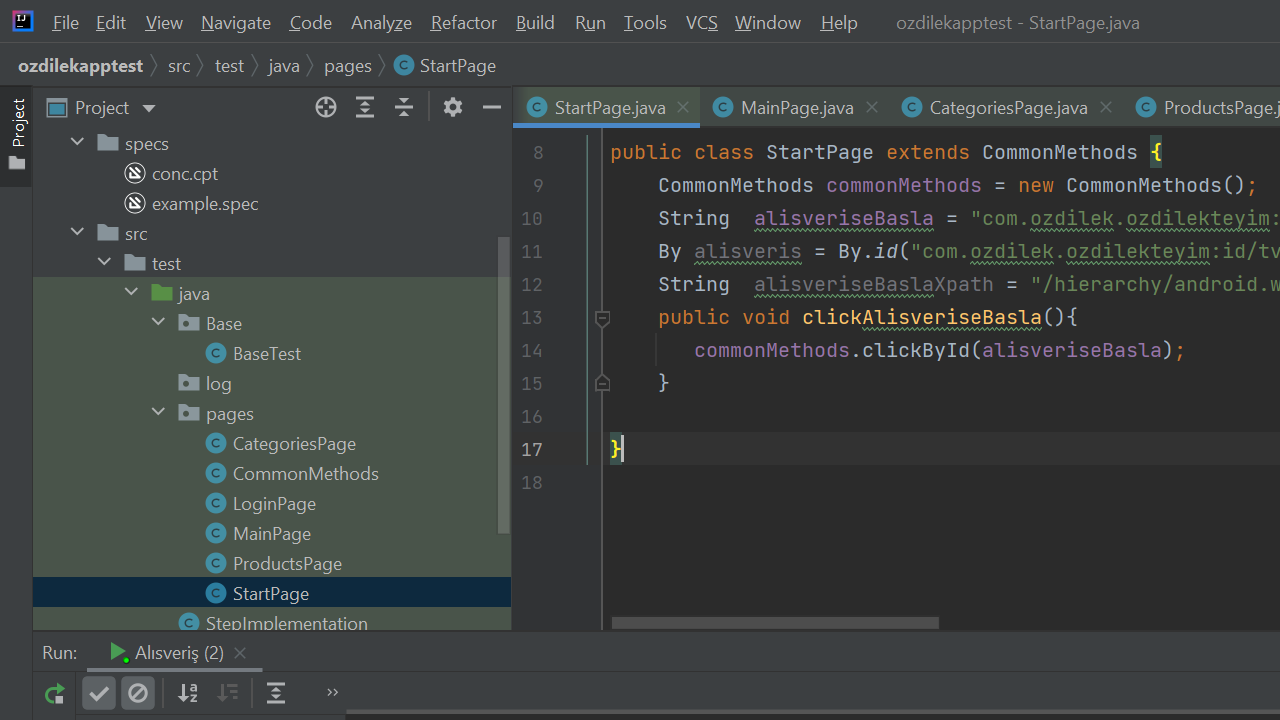 File Edit View Navigate Code Analyze Refactor Build Run Tools VCS Window Help ozdilekapptest - StartPage.java
ozdilekapptest src test java pages StartPage
Project
Project
StartPage.java MainPage.java CategoriesPage.java ProductsPage.j
specs
conc.cpt
example.spec
src
test
java
Base
BaseTest
log
pages
CategoriesPage
CommonMethods
LoginPage
MainPage
ProductsPage
StartPage
StepImplementation
8 public class StartPage extends CommonMethods {
9 CommonMethods commonMethods = new CommonMethods();
10 String alisveriseBasla = "com.ozdilek.ozdilekteyim:
11 By alisveris = By.id("com.ozdilek.ozdilekteyim:id/tv
12 String alisveriseBaslaXpath = "/hierarchy/android.w
13 public void clickAlisveriseBasla(){
14 commonMethods.clickById(alisveriseBasla);
15 }
16
17 }
18
Run: Alısveriş (2)